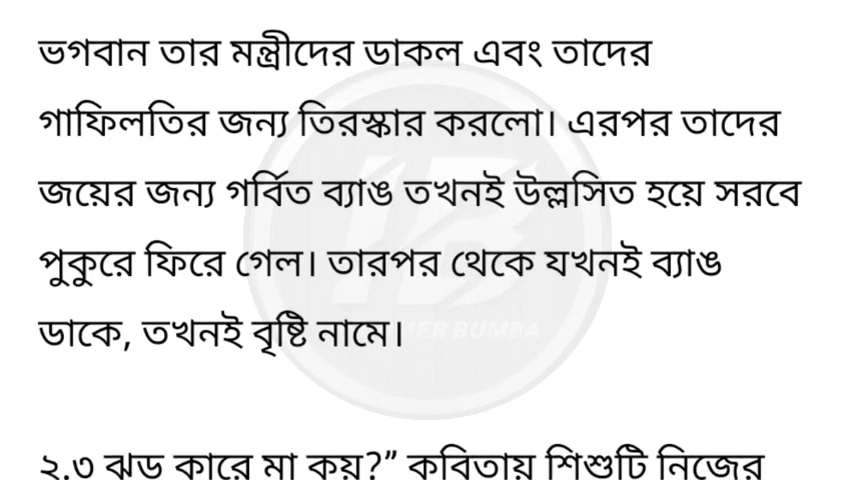 ভগবান তার মন্ত্রীদের ডাকল এবং তাদের
গাফিলতির জন্য তিরস্কার করলো। এরপর তাদের
জয়ের জন্য গর্বিত ব্যাঙ তখনই উল্লসিত হয়ে সরবে
পুকুরে ফিরে গেল। তারপর থেকে যখনই ব্যাঙ
ডাকে, তখনই বৃষ্টি নামে।
২.৩ ঝড কারে মা কয়?” কবিতায় শিশুটি নিজের